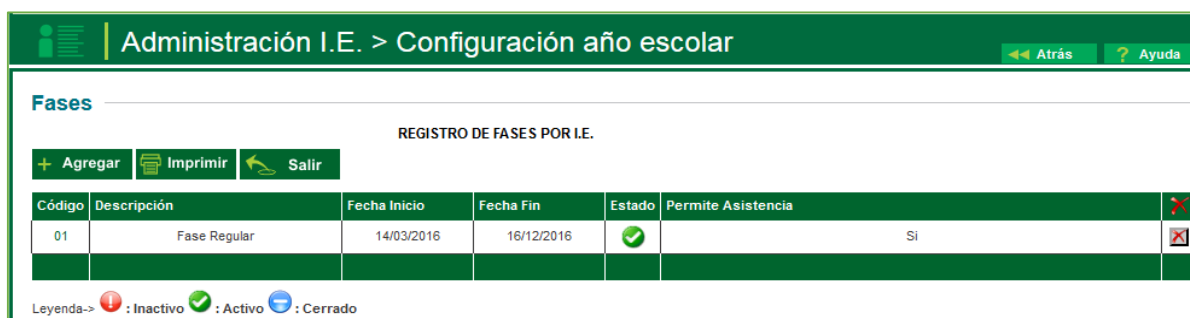 Administración I.E. > Configuración año escolar
Atrás ? Ayuda
Fases
REGISTRO DE FASES POR I.E.
+ Agregar Imprimir Salir
Código Descripción Fecha Inicio Fecha Fin Estado Permite Asistencia
01 Fase Regular 14/03/2016 16/12/2016 Si
Leyenda-> : Inactivo : Activo : Cerrado